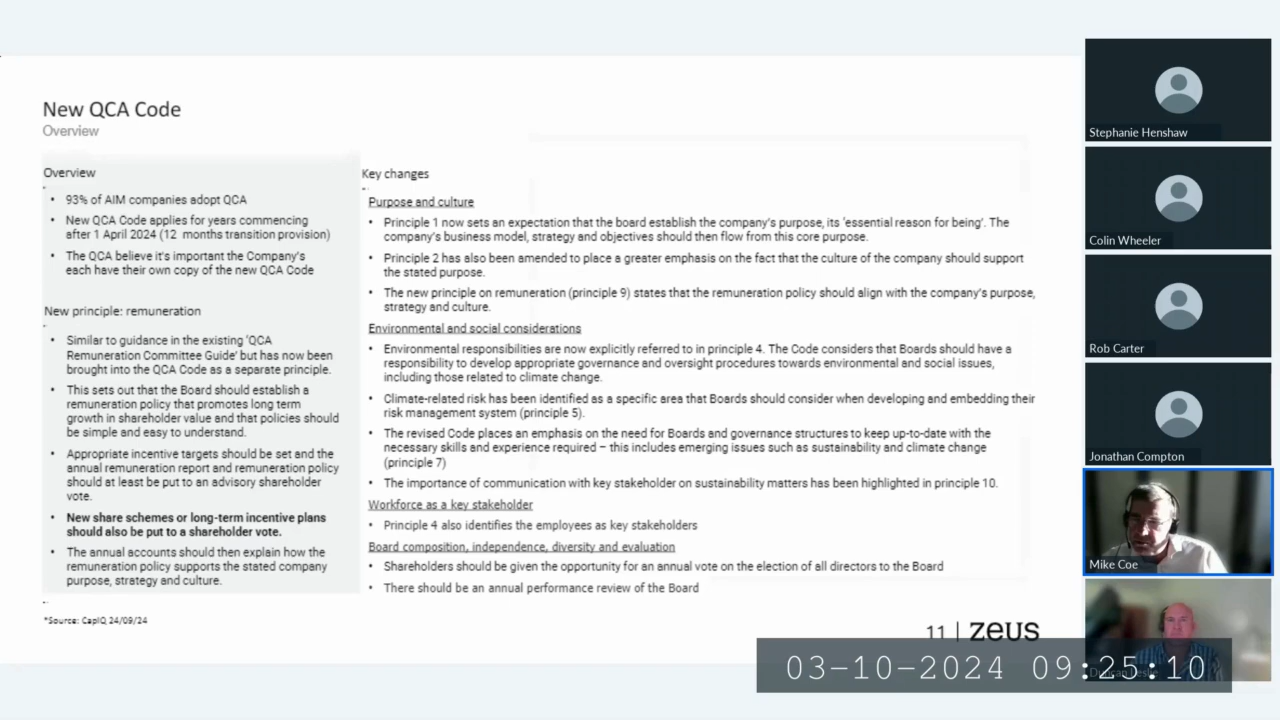 New QCA Code
Overview
Overview
• 93% of AIM companies adopt QCA
• New QCA Code applies for years commencing
after 1 April 2024 (12 months transition provision)
• The QCA believe it's important the Company's
each have their own copy of the new QCA Code
New principle: remuneration
• Similar to guidance in the existing 'QCA
Remuneration Committee Guide' but has now been
brought into the QCA Code as a separate principle.
• This sets out that the Board should establish a
remuneration policy that promotes long term
growth in shareholder value and that policies should
be simple and easy to understand.
• Appropriate incentive targets should be set and the
annual remuneration report and remuneration policy
should at least be put to an advisory shareholder
vote.
• New share schemes or long-term incentive plans
should also be put to a shareholder vote.
• The annual accounts should then explain how the
remuneration policy supports the stated company
purpose, strategy and culture.
*Source: CapIQ 24/09/24
Key changes
Purpose and culture
• Principle 1 now sets an expectation that the board establish the company's purpose, its 'essential reason for being'. The
company's business model, strategy and objectives should then flow from this core purpose.
• Principle 2 has also been amended to place a greater emphasis on the fact that the culture of the company should support
the stated purpose.
• The new principle on remuneration (principle 9) states that the remuneration policy should align with the company's purpose,
strategy and culture.
Environmental and social considerations
• Environmental responsibilities are now explicitly referred to in principle 4. The Code considers that Boards should have a
responsibility to develop appropriate governance and oversight procedures towards environmental and social issues,
including those related to climate change.
• Climate-related risk has been identified as a specific area that Boards should consider when developing and embedding their
risk management system (principle 5).
• The revised Code places an emphasis on the need for Boards and governance structures to keep up-to-date with the
necessary skills and experience required – this includes emerging issues such as sustainability and climate change
(principle 7)
• The importance of communication with key stakeholder on sustainability matters has been highlighted in principle 10.
Workforce as a key stakeholder
• Principle 4 also identifies the employees as key stakeholders
Board composition, independence, diversity and evaluation
• Shareholders should be given the opportunity for an annual vote on the election of all directors to the Board
• There should be an annual performance review of the Board
11 | zeus
Stephanie Henshaw
Colin Wheeler
Rob Carter
Jonathan Compton
Mike Coe
03-10-2024 09:25:10